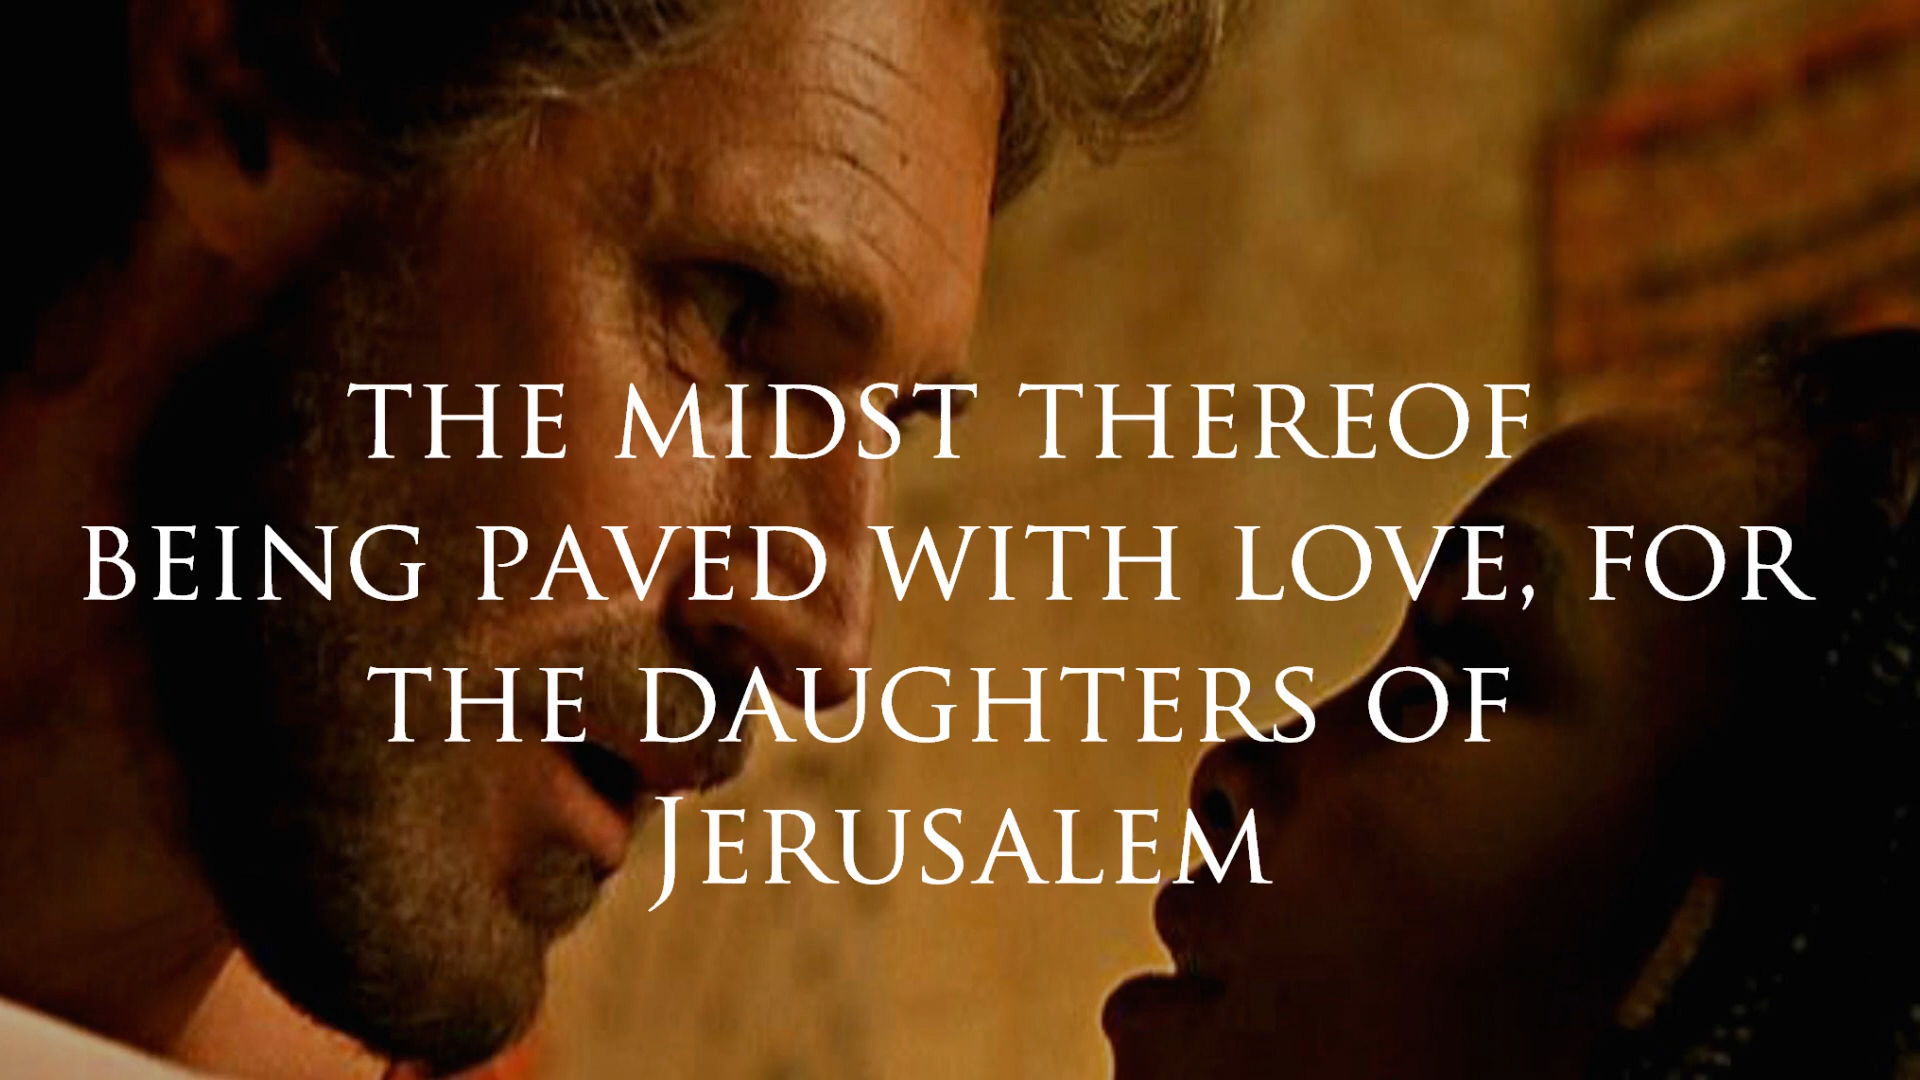 the midst thereof
being paved with love, for
the daughters of
Jerusalem